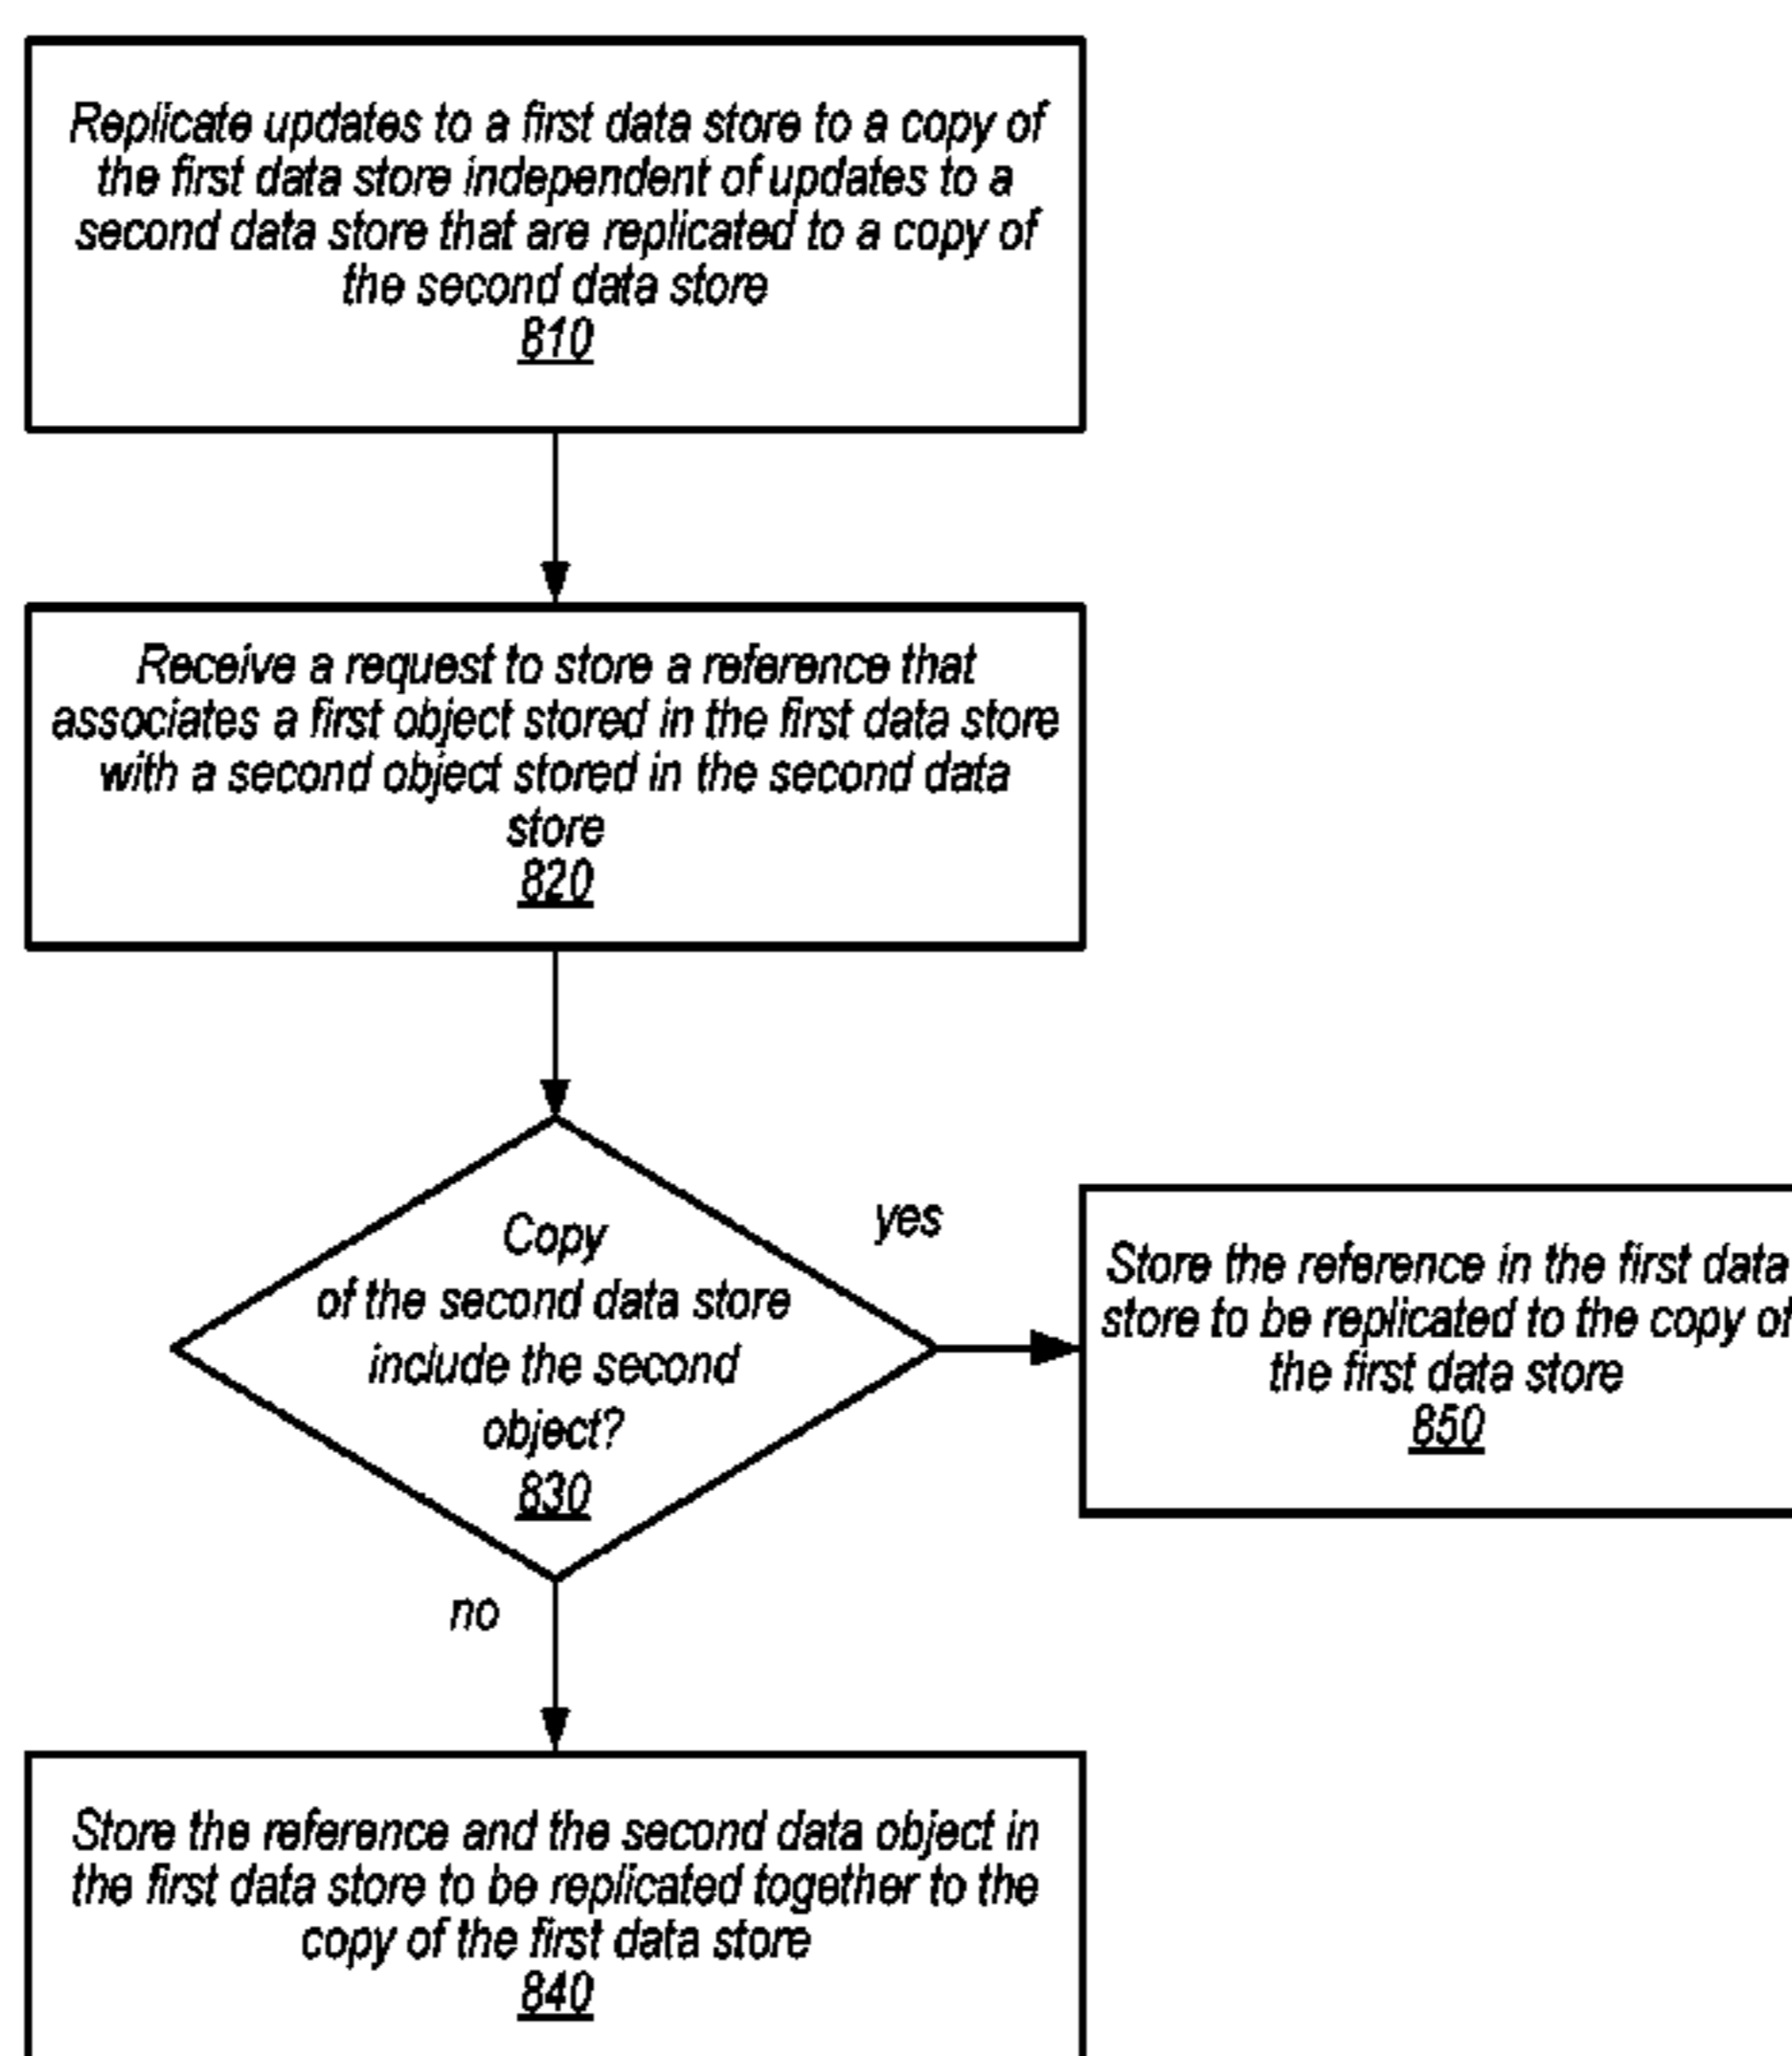 Replicate updates to a first data store to a copy of
the first data store independent of updates to a
second data store that are replicated to a copy of
the second data store
810
Receive a request to store a reference that
associates a first object stored in the first data store
with a second object stored in the second data
store
820
Copy
of the second data store
include the second
object?
830
yes
Store the reference in the first data
store to be replicated to the copy of
the first data store
850
no
Store the reference and the second data object in
the first data store to be replicated together to the
copy of the first data store
840